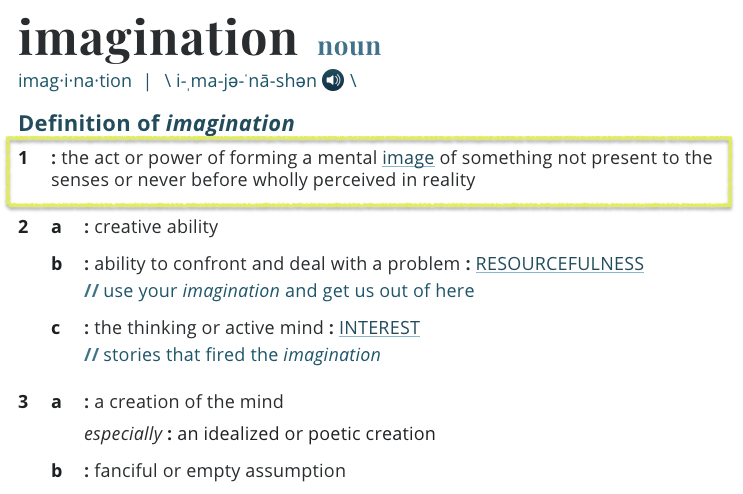 imagination noun
imag·i·na·tion | \ i-ˌma-jə-ˈnā-shən \
Definition of imagination
1 : the act or power of forming a mental image of something not present to the
senses or never before wholly perceived in reality
2 a : creative ability
b : ability to confront and deal with a problem : RESOURCEFULNESS
// use your imagination and get us out of here
c : the thinking or active mind : INTEREST
// stories that fired the imagination
3 a : a creation of the mind
especially : an idealized or poetic creation
b : fanciful or empty assumption